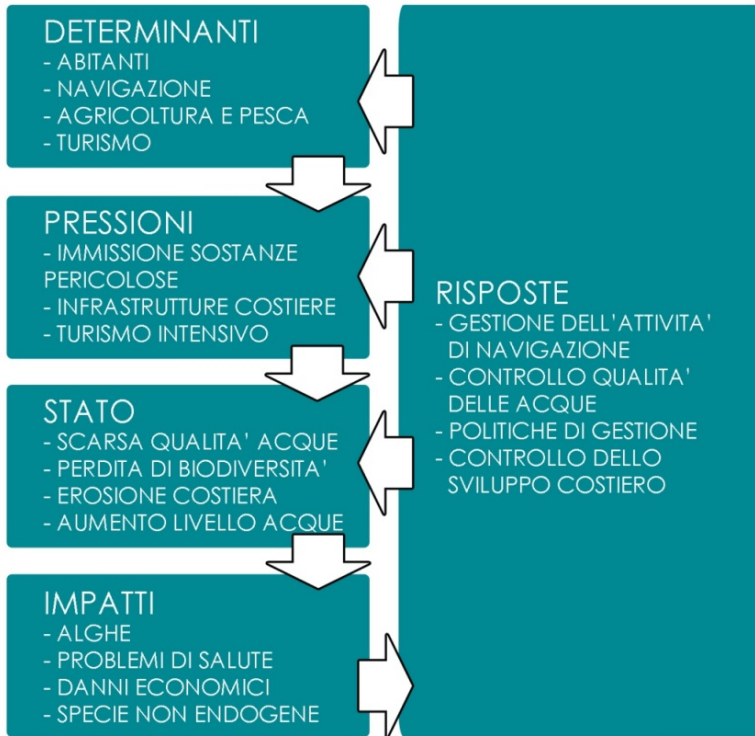 DETERMINANTI
- ABITANTI
- NAVIGAZIONE
- AGRICOLTURA E PESCA
- TURISMO
PRESSIONI
- IMMISSIONE SOSTANZE
PERICOLOSE
- INFRASTRUTTURE COSTIERE
- TURISMO INTENSIVO
STATO
- SCARSA QUALITA' ACQUE
- PERDITA DI BIODIVERSITA'
- EROSIONE COSTIERA
- AUMENTO LIVELLO ACQUE
IMPATTI
- ALGHE
- PROBLEMI DI SALUTE
- DANNI ECONOMICI
- SPECIE NON ENDOGENE
RISPOSTE
- GESTIONE DELL'ATTIVITA'
DI NAVIGAZIONE
- CONTROLLO QUALITA'
DELLE ACQUE
- POLITICHE DI GESTIONE
- CONTROLLO DELLO
SVILUPPO COSTIERO